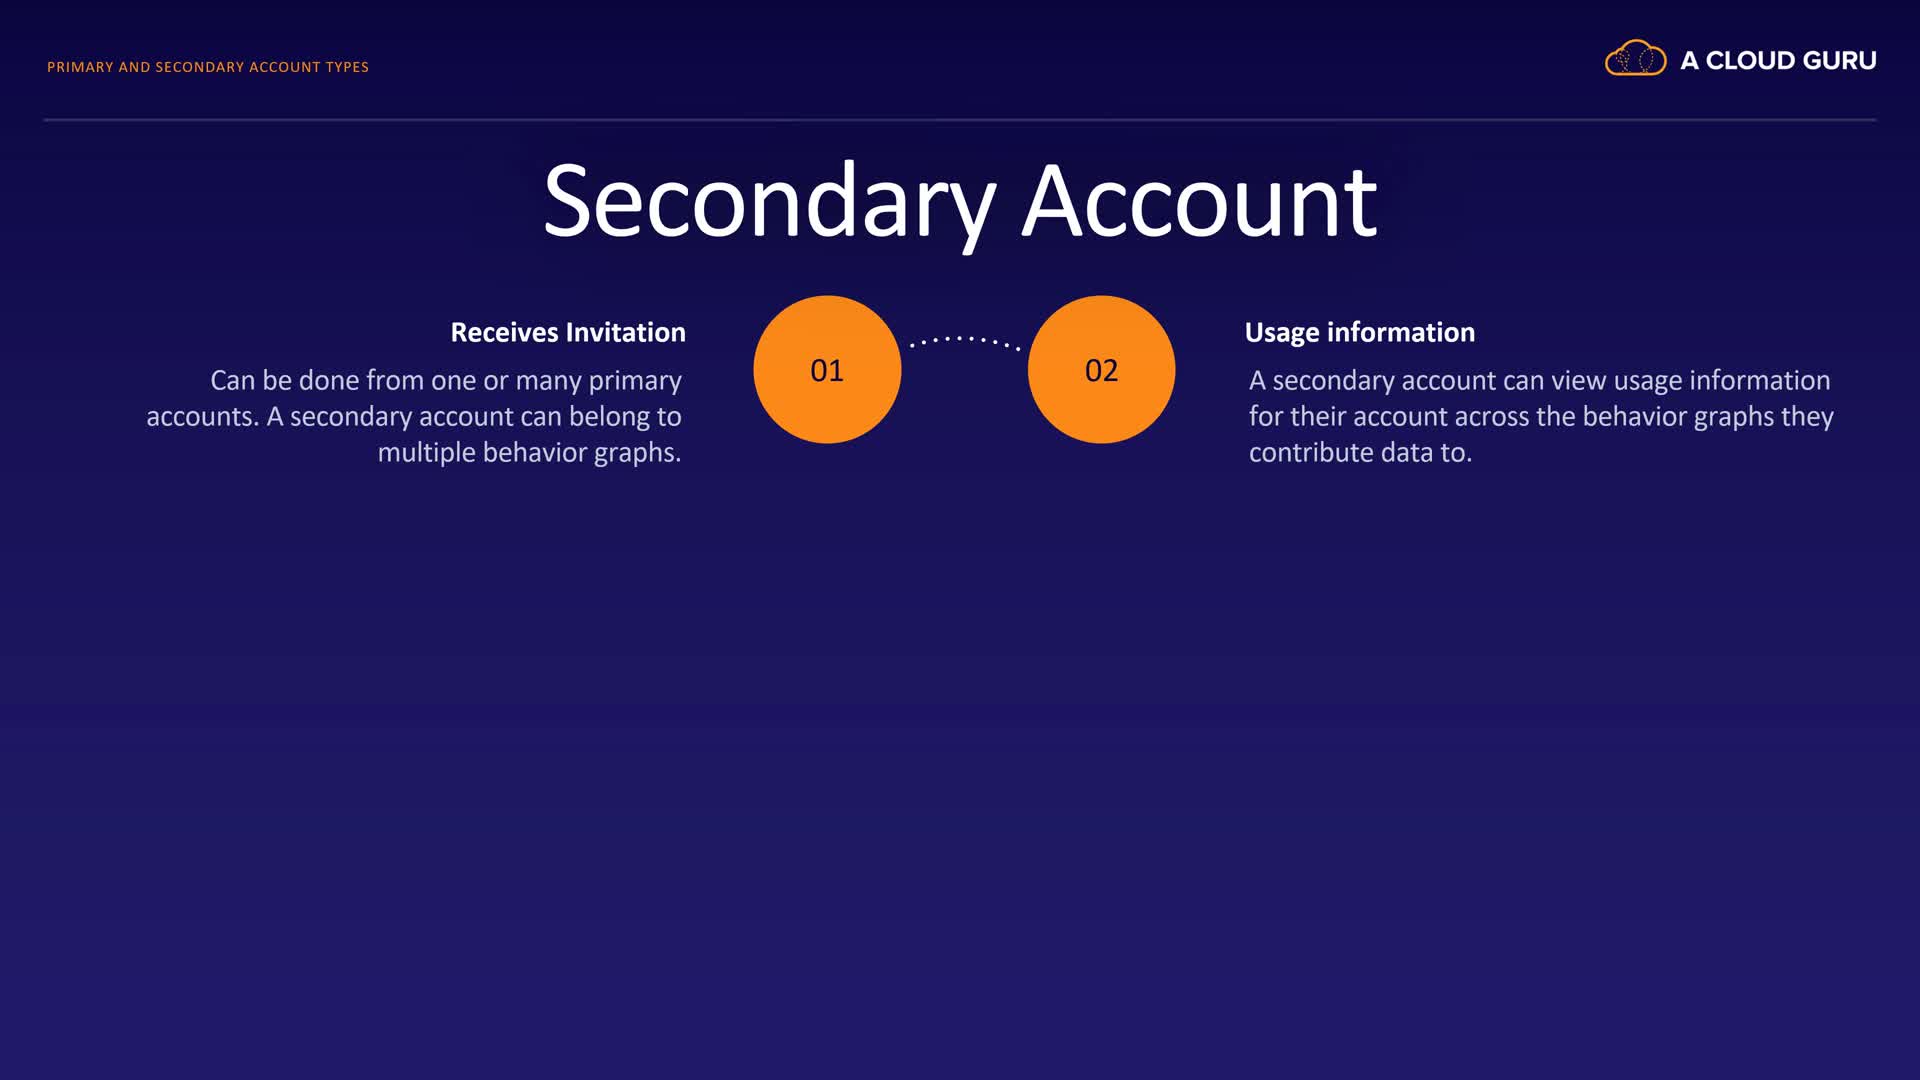 PRIMARY AND SECONDARY ACCOUNT TYPES
A CLOUD GURU
Secondary Account
Receives Invitation
Can be done from one or many primary
accounts. A secondary account can belong to
multiple behavior graphs.
01
02
Usage information
A secondary account can view usage information
for their account across the behavior graphs they
contribute data to.